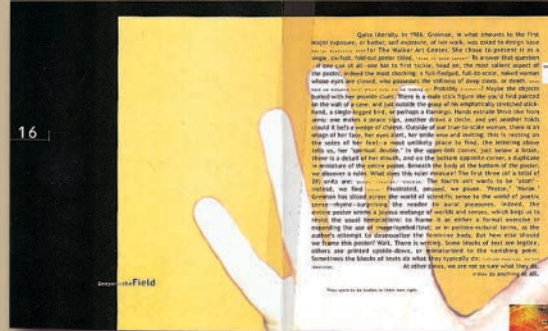 16
Quite literally. In 1986, Greiman, in what amounts to the first
major exposure, or better, self-exposure, of her work, was asked to design issue
for The Walker Art Center. She chose to present it as a
single, six-foot, fold-out poster titled, To answer that question
if one can at all—one has to first tackle, head on, the most salient aspect of
the poster, indeed the most shocking: a full-fledged, full-to-scale, naked woman
whose eyes are closed, who possesses the stillness of deep sleep, or death.
Probably Maybe the objects
buried with her provide clues. There is a male stick figure like you'd find painted
on the wall of a cave, and just outside the grasp of his emphatically stretched stick-
hand, a single-legged bird, or perhaps a flamingo. Hands extrude Shiva like from
away: one makes a peace sign, another draws a circle, and yet another holds
could it be? a wedge of cheese. Outside of our true-to-scale woman, there is an
image of her face, her eyes alert, her smile wise and inviting; this is resting on
the soles of her feet—a most unlikely place to find, the lettering above
tells us, her 'spiritual double.' In the upper-left corner, just below a brain,
there is a detail of her mouth, and on the bottom opposite corner, a duplicate
in miniature of the entire poster. Beneath the body at the bottom of the poster,
we discover a ruler. What does this ruler measure? The first three (of a total of
28) units are: The fourth unit wants to be 'atom'
Instead, we find Frustrated, amused, we pause. 'Proton,' 'Norse.'
Greiman has sliced across the world of scientific sense to the world of poetic
sense rhyme—surprising the reader to aural pleasures. Indeed, the
entire poster seems a joyous melange of worlds and senses, which begs us to
resist the usual temptations: to frame it as either a formal exercise in
expanding the use of image/symbol/text; or in politico-cultural terms, as the
author's attempt to desexualize the feminine body. But how else should
we frame this poster? Wait. There is writing. Some blocks of text are legible,
others are printed upside-down, or miniaturized to the vanishing point.
Sometimes the blocks of texts do what they typically do:
At other times, we are not so sure what they do,
if they do anything at all.
Deeper the Field
They seem to be bodies in their own right.